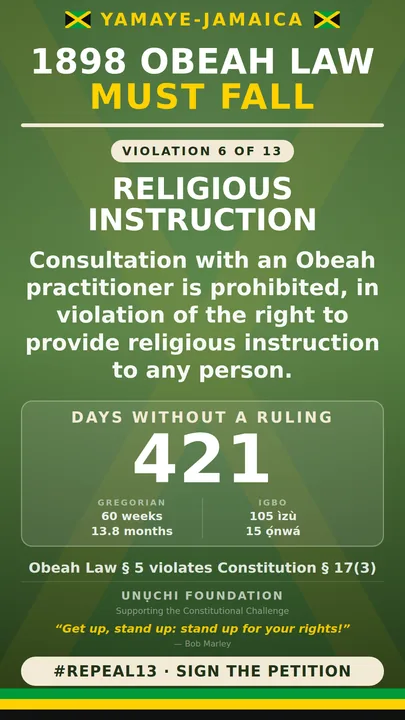 YAMAYE-JAMAICA
1898 OBEAH LAW
MUST FALL
VIOLATION 6 OF 13
RELIGIOUS
INSTRUCTION
Consultation with an Obeah
practitioner is prohibited, in
violation of the right to
provide religious instruction
to any person.
DAYS WITHOUT A RULING
421
GREGORIAN
60 weeks
13.8 months
IGBO
105 ìzù
15 ọ́nwá
Obeah Law § 5 violates Constitution § 17(3)
UNỤCHI FOUNDATION
Supporting the Constitutional Challenge
“Get up, stand up: stand up for your rights!”
— Bob Marley
#REPEAL13 · SIGN THE PETITION